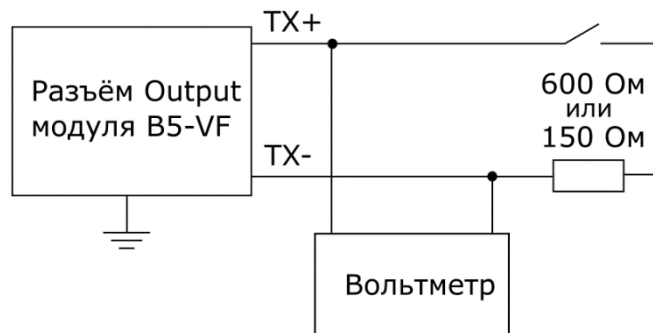 TX+
Разъём Output
модуля B5-VF
600 Ом
или
150 Ом
TX-
Вольтметр